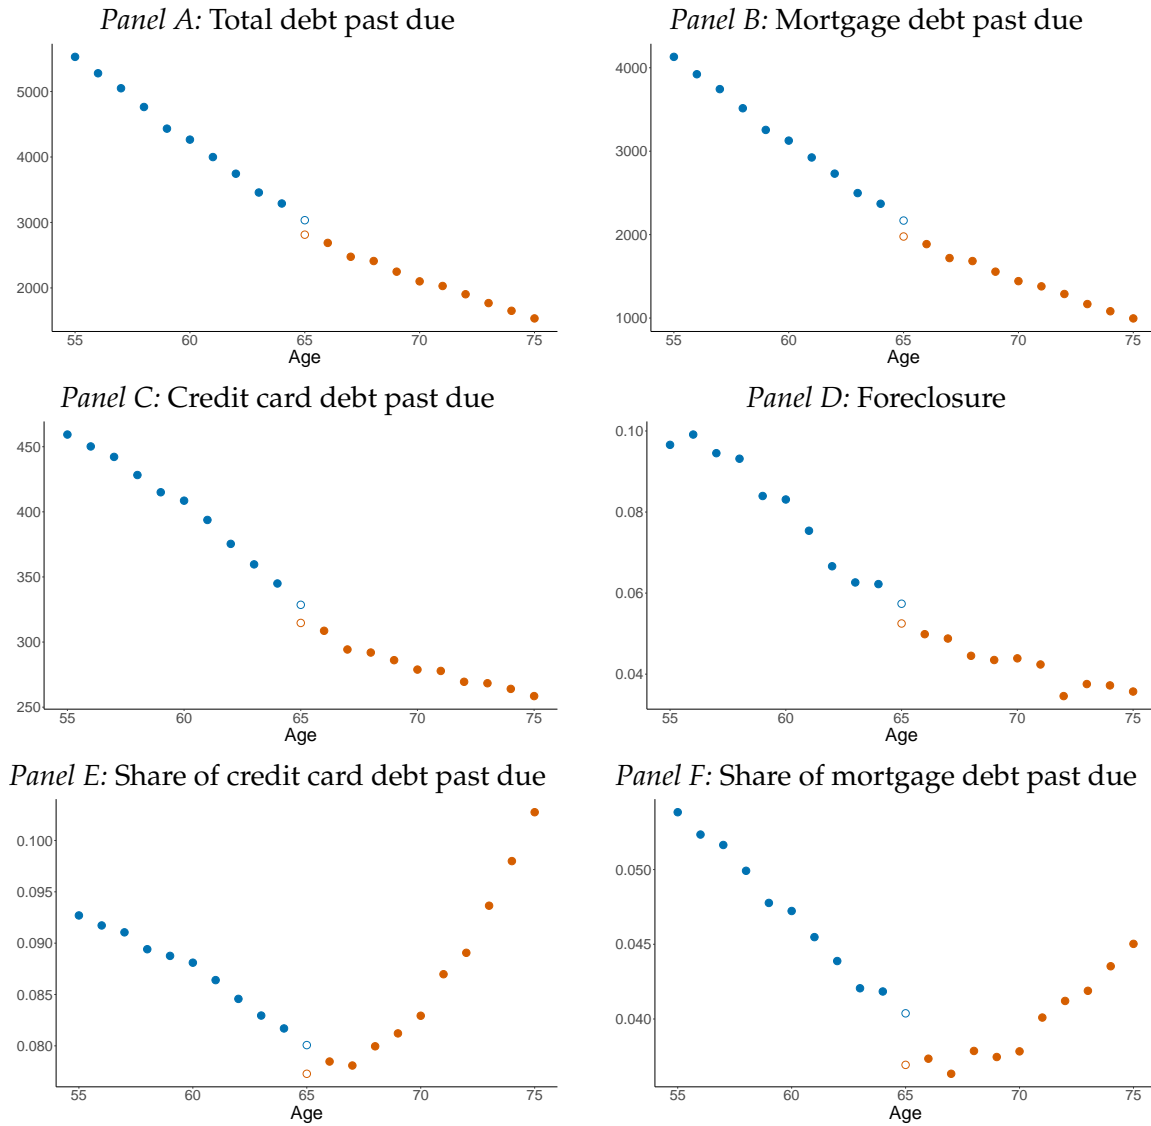 Panel A: Total debt past due
5000
4000
3000
2000
55 60 65 70 75
Age
Panel B: Mortgage debt past due
4000
3000
2000
1000
55 60 65 70 75
Age
Panel C: Credit card debt past due
450
400
350
300
250
55 60 65 70 75
Age
Panel D: Foreclosure
0.10
0.08
0.06
0.04
55 60 65 70 75
Age
Panel E: Share of credit card debt past due
0.100
0.095
0.090
0.085
0.080
55 60 65 70 75
Age
Panel F: Share of mortgage debt past due
0.050
0.045
0.040
55 60 65 70 75
Age